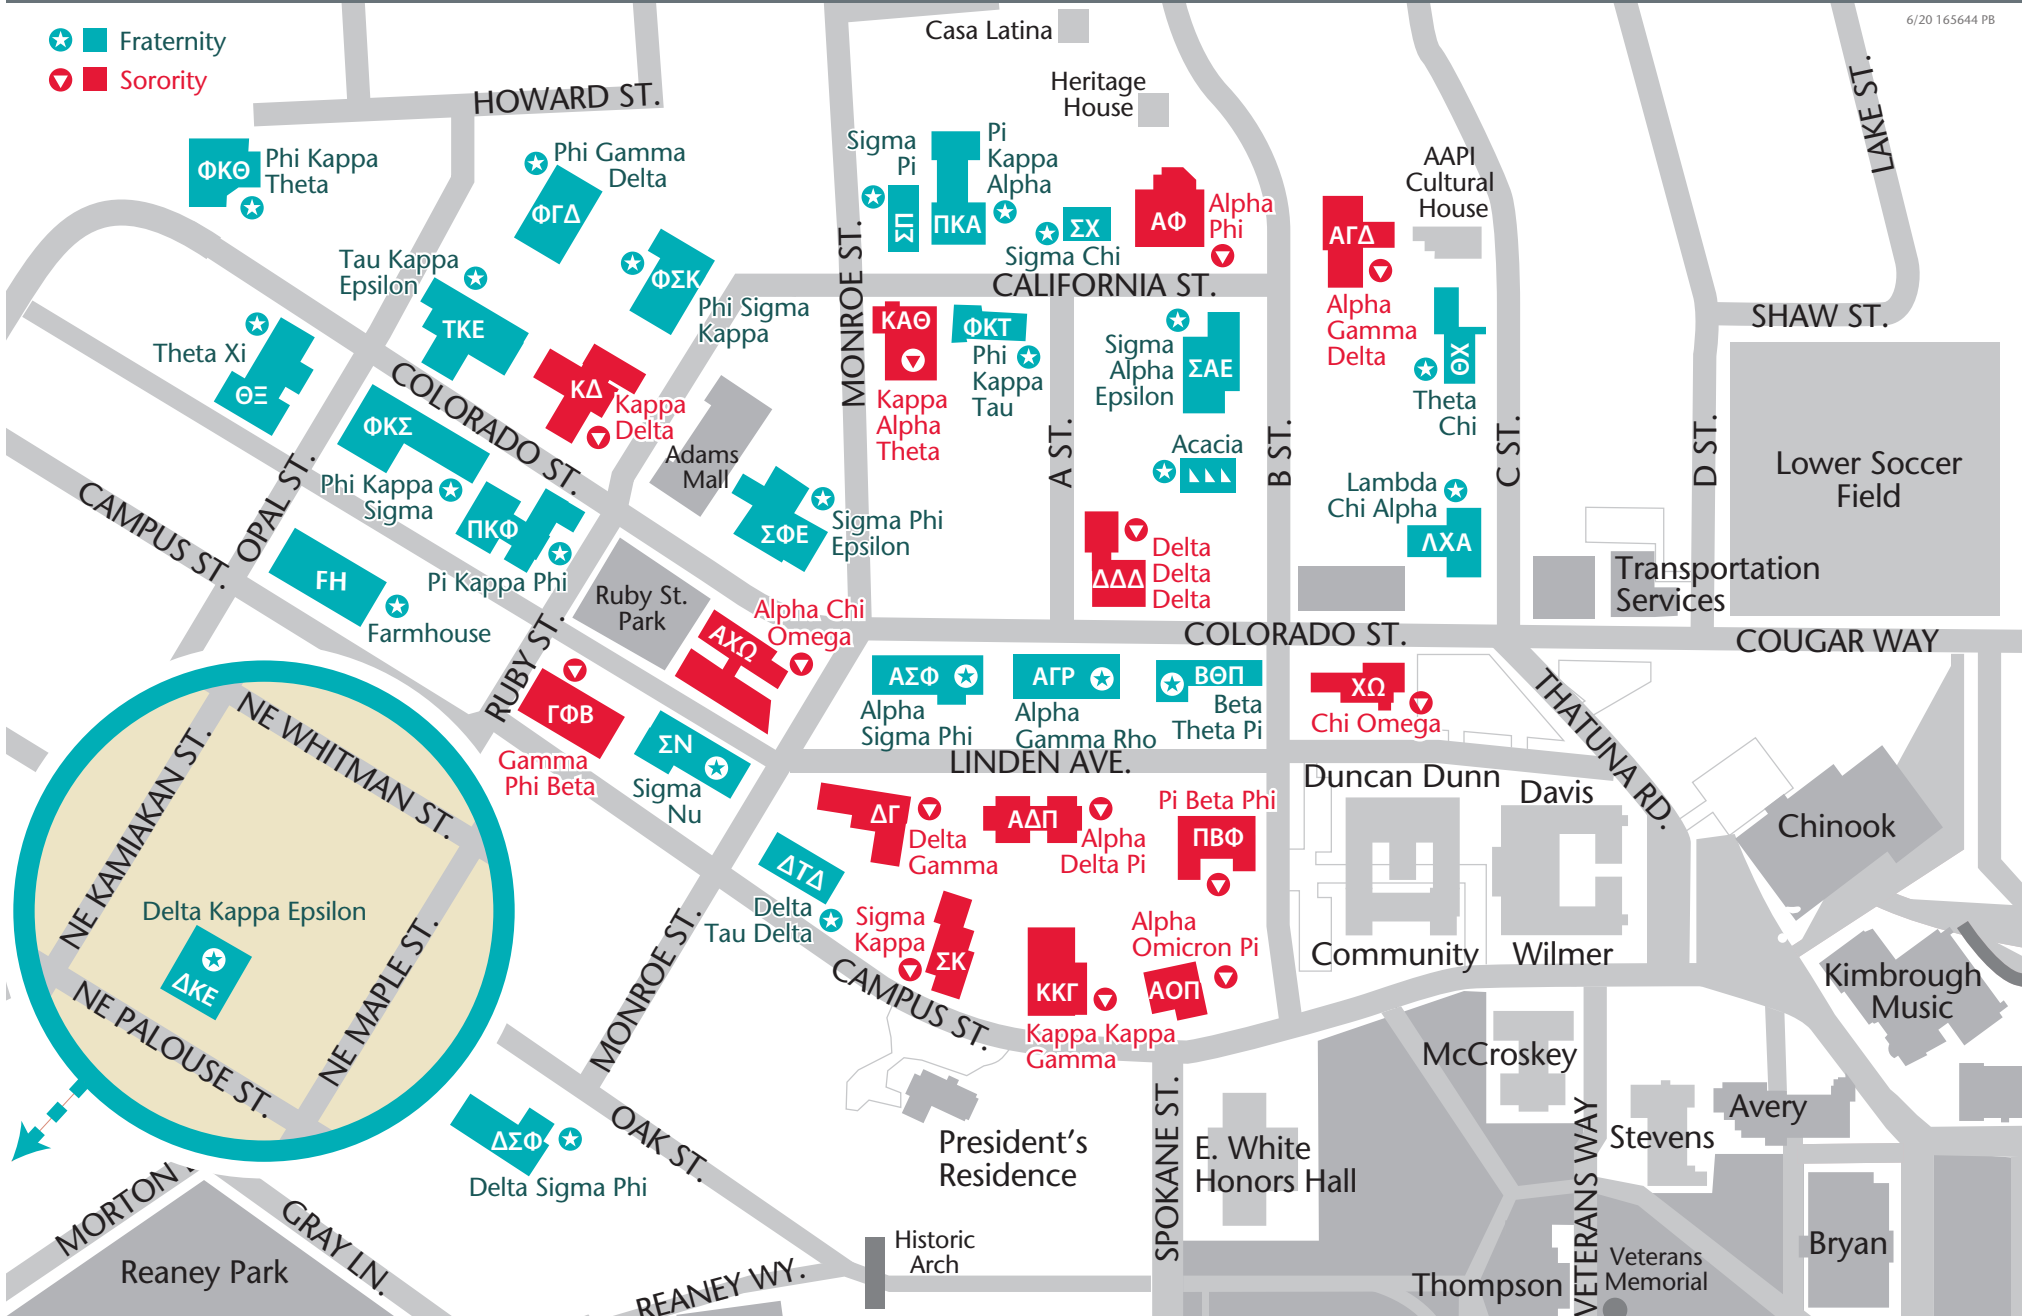 6/20 165644 PB
Fraternity
Sorority
Casa Latina
Heritage
House
HOWARD ST.
LAKE ST.
ΦΚΘ
Phi Kappa
Theta
Phi Gamma
Delta
ΦΓΔ
Sigma
Pi
ΣΠ
Pi
Kappa
Alpha
ΠΚΑ
ΣΧ
Sigma Chi
ΑΦ
Alpha
Phi
AAPI
Cultural
House
ΑΓΔ
Alpha
Gamma
Delta
Tau Kappa
Epsilon
ΤΚΕ
ΦΣΚ
Phi Sigma
Kappa
MONROE ST.
CALIFORNIA ST.
SHAW ST.
Theta Xi
ΘΞ
ΚΔ
Kappa
Delta
ΚΑΘ
Kappa
Alpha
Theta
ΦΚΤ
Phi
Kappa
Tau
Sigma
Alpha
Epsilon
ΣΑΕ
ΘΧ
Theta
Chi
COLORADO ST.
ΦΚΣ
Phi Kappa
Sigma
Adams
Mall
A ST.
B ST.
C ST.
D ST.
Acacia
Lower Soccer
Field
CAMPUS ST.
OPAL ST.
ΠΚΦ
Pi Kappa Phi
ΣΦΕ
Sigma Phi
Epsilon
Lambda
Chi Alpha
ΛΧΑ
FH
Farmhouse
Ruby St.
Park
ΔΔΔ
Delta
Delta
Delta
Transportation
Services
RUBY ST.
ΑΧΩ
Alpha Chi
Omega
COLORADO ST.
COUGAR WAY
ΓΦΒ
Gamma
Phi Beta
ΣΝ
Sigma
Nu
ΑΣΦ
Alpha
Sigma Phi
ΑΓΡ
Alpha
Gamma Rho
ΒΘΠ
Beta
Theta Pi
ΧΩ
Chi Omega
THATUNA RD.
LINDEN AVE.
NE WHITMAN ST.
NE KAMIAKAN ST.
Duncan Dunn
Davis
Chinook
ΔΓ
Delta
Gamma
ΑΔΠ
Alpha
Delta Pi
Pi Beta Phi
ΠΒΦ
ΔΤΔ
Delta
Tau Delta
Delta Kappa Epsilon
ΔΚΕ
NE PALOUSE ST.
NE MAPLE ST.
MONROE ST.
Sigma
Kappa
ΣΚ
ΚΚΓ
Kappa Kappa
Gamma
Alpha
Omicron Pi
ΑΟΠ
Community
Wilmer
Kimbrough
Music
CAMPUS ST.
McCroskey
Avery
Stevens
ΔΣΦ
Delta Sigma Phi
OAK ST.
President's
Residence
SPOKANE ST.
E. White
Honors Hall
VETERANS WAY
MORTON
GRAY LN.
Reaney Park
REANEY WY.
Historic
Arch
Thompson
Veterans
Memorial
Bryan